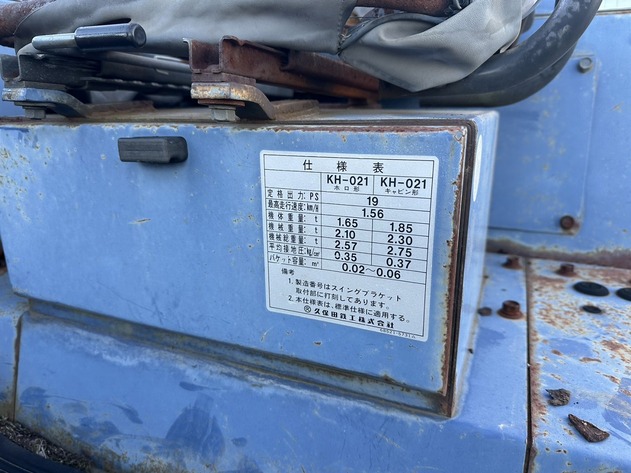 仕様表
KH-021 ホロ形 KH-021 キャビン形
定格出力:PS 19
最高走行速度:km/H 1.56
機体重量: t 1.65 1.85
機械重量: t 2.10 2.30
機械総重量: t 2.57 2.75
平均接地圧:kg/cm² 0.35 0.37
バケット容量: m³ 0.02〜0.06
備考
1.製造番号はスイングブラケット
取付部に打刻してあります。
2.本仕様表は、標準仕様に適用する。
久保田鉄工株式会社